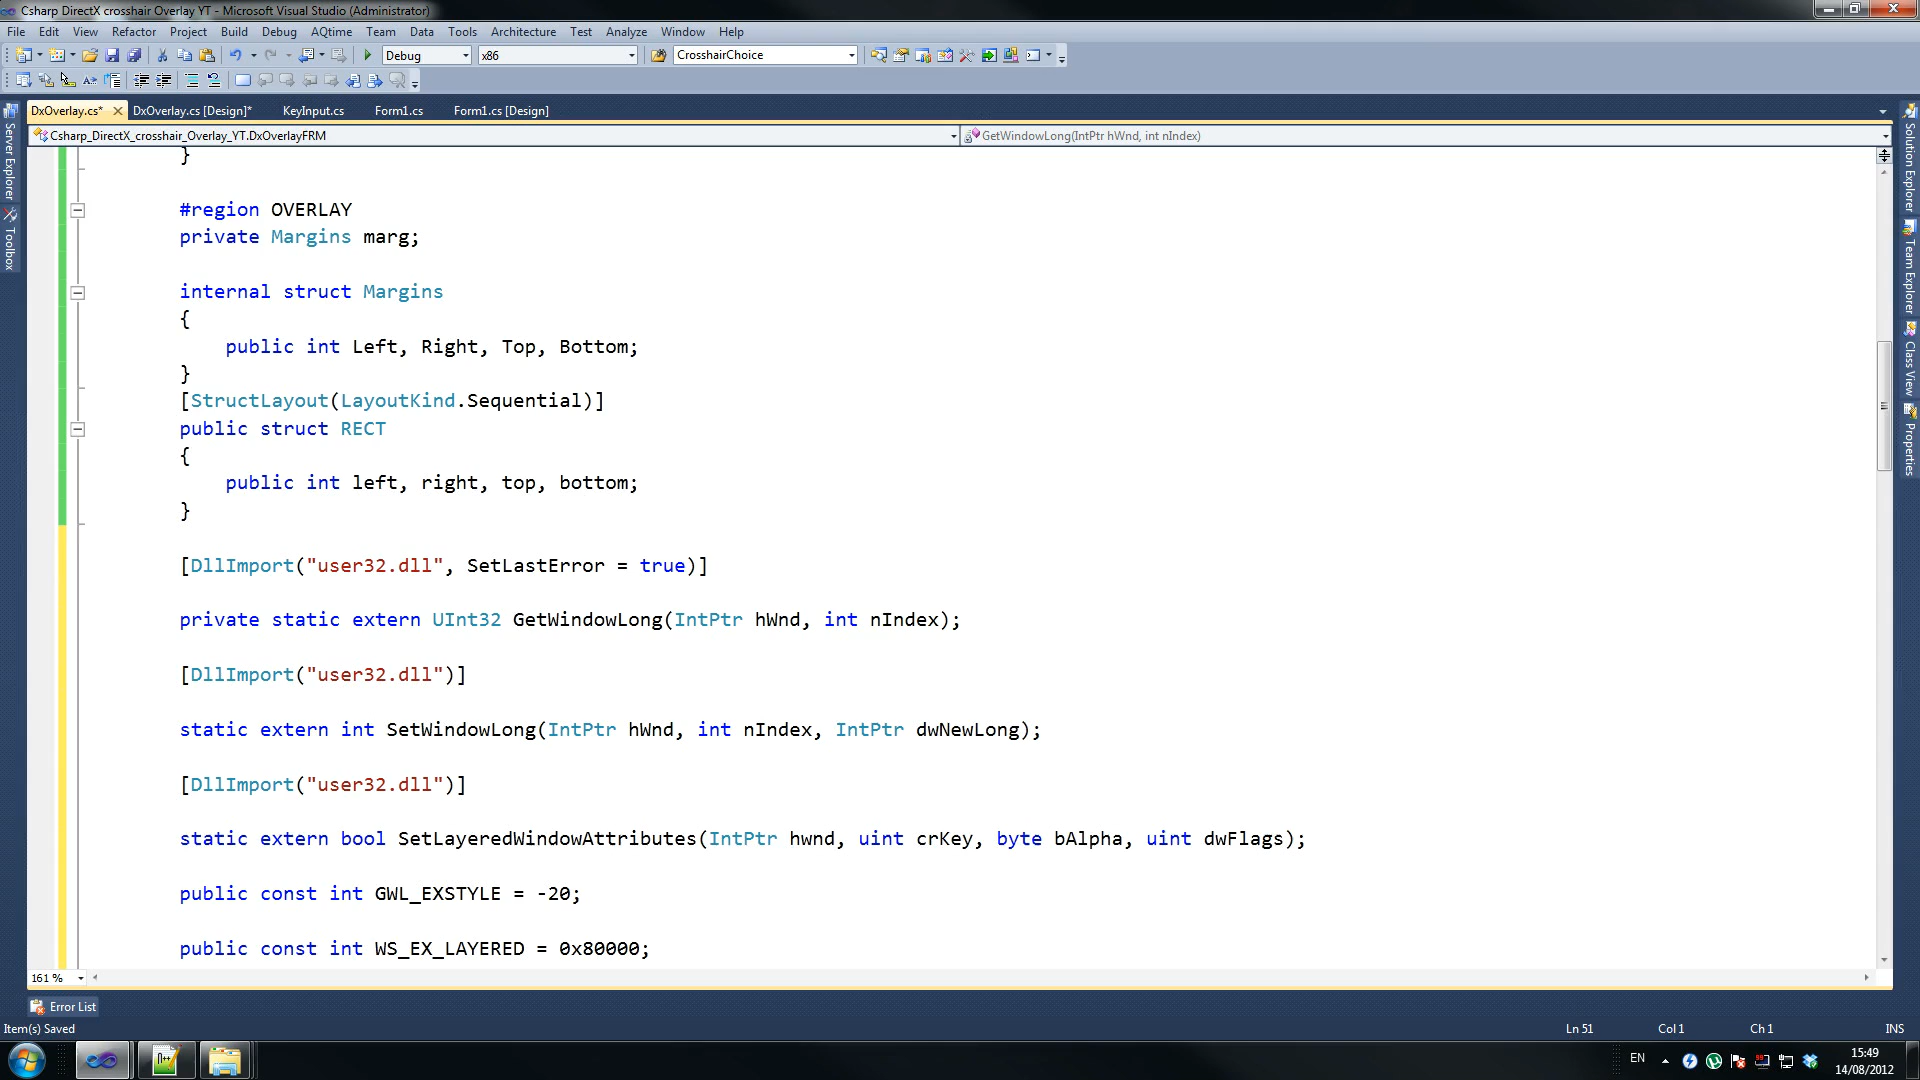 Csharp DirectX crosshair Overlay YT - Microsoft Visual Studio (Administrator)
File Edit View Refactor Project Build Debug AQtime Team Data Tools Architecture Test Analyze Window Help
Debug x86 CrosshairChoice
DxOverlay.cs* DxOverlay.cs [Design]* KeyInput.cs Form1.cs Form1.cs [Design]
Csharp_DirectX_crosshair_Overlay_YT.DxOverlayFRM GetWindowLong(IntPtr hWnd, int nIndex)
Server Explorer
Toolbox
Solution Explorer
Team Explorer
Class View
Properties
}
#region OVERLAY
private Margins marg;
internal struct Margins
{
public int Left, Right, Top, Bottom;
}
[StructLayout(LayoutKind.Sequential)]
public struct RECT
{
public int left, right, top, bottom;
}
[DllImport("user32.dll", SetLastError = true)]
private static extern UInt32 GetWindowLong(IntPtr hWnd, int nIndex);
[DllImport("user32.dll")]
static extern int SetWindowLong(IntPtr hWnd, int nIndex, IntPtr dwNewLong);
[DllImport("user32.dll")]
static extern bool SetLayeredWindowAttributes(IntPtr hwnd, uint crKey, byte bAlpha, uint dwFlags);
public const int GWL_EXSTYLE = -20;
public const int WS_EX_LAYERED = 0x80000;
161 %
Error List
Item(s) Saved Ln 51 Col 1 Ch 1 INS
EN 15:49
14/08/2012